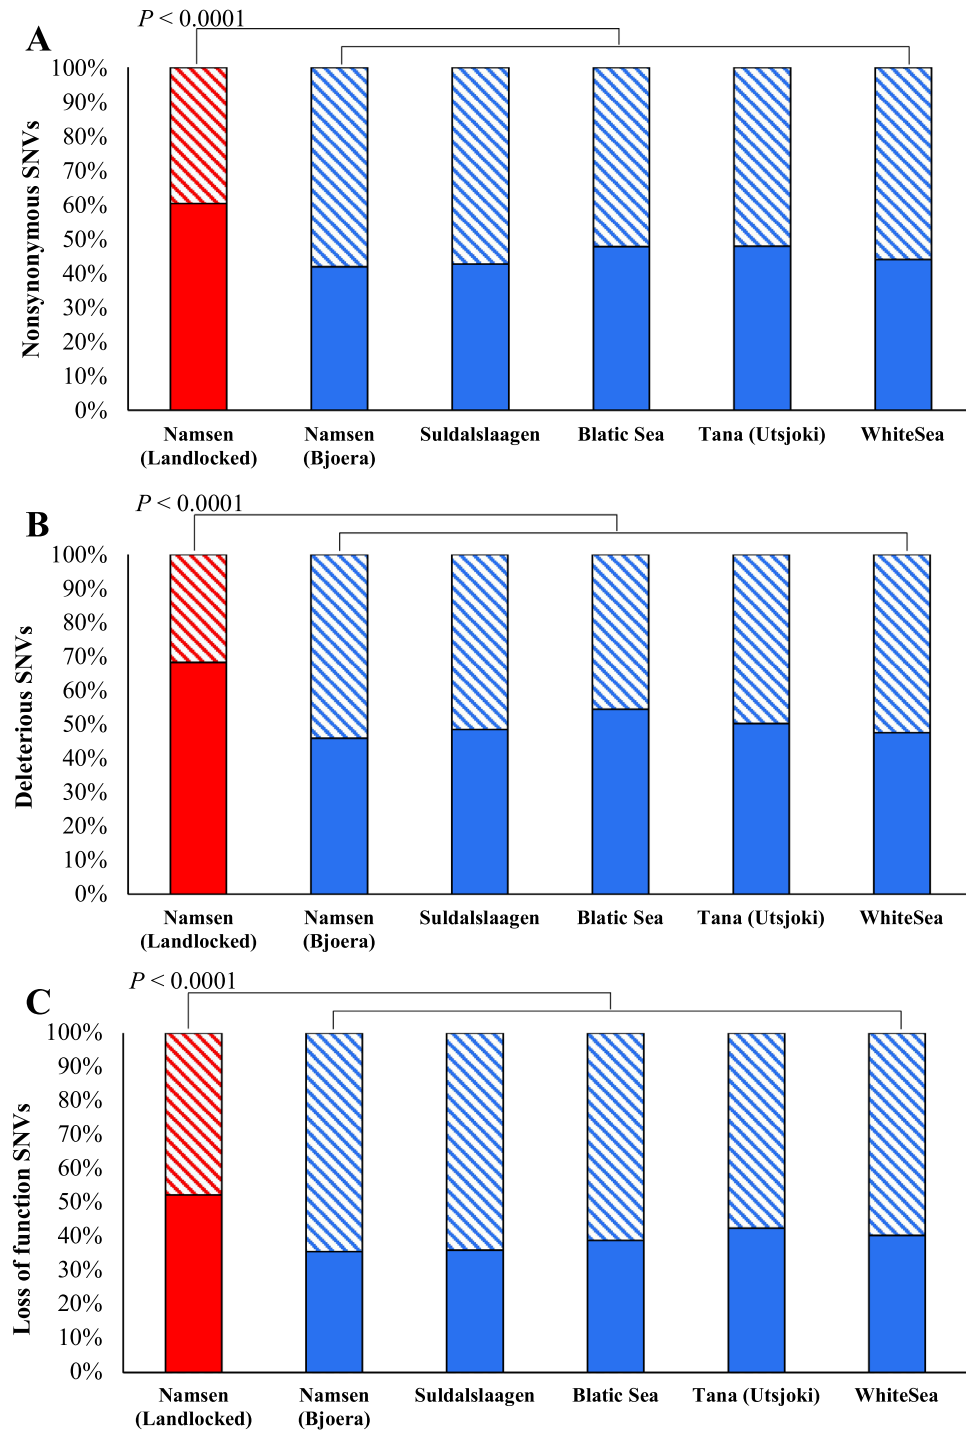 P < 0.0001
A
100%
90%
80%
70%
60%
50%
40%
30%
20%
10%
0%
Nonsynonymous SNVs
Namsen
(Landlocked)
Namsen
(Bjoera)
Suldalslaagen
Blatic Sea
Tana (Utsjoki)
WhiteSea
P < 0.0001
B
100%
90%
80%
70%
60%
50%
40%
30%
20%
10%
0%
Deleterious SNVs
Namsen
(Landlocked)
Namsen
(Bjoera)
Suldalslaagen
Blatic Sea
Tana (Utsjoki)
WhiteSea
P < 0.0001
C
100%
90%
80%
70%
60%
50%
40%
30%
20%
10%
0%
Loss of function SNVs
Namsen
(Landlocked)
Namsen
(Bjoera)
Suldalslaagen
Blatic Sea
Tana (Utsjoki)
WhiteSea